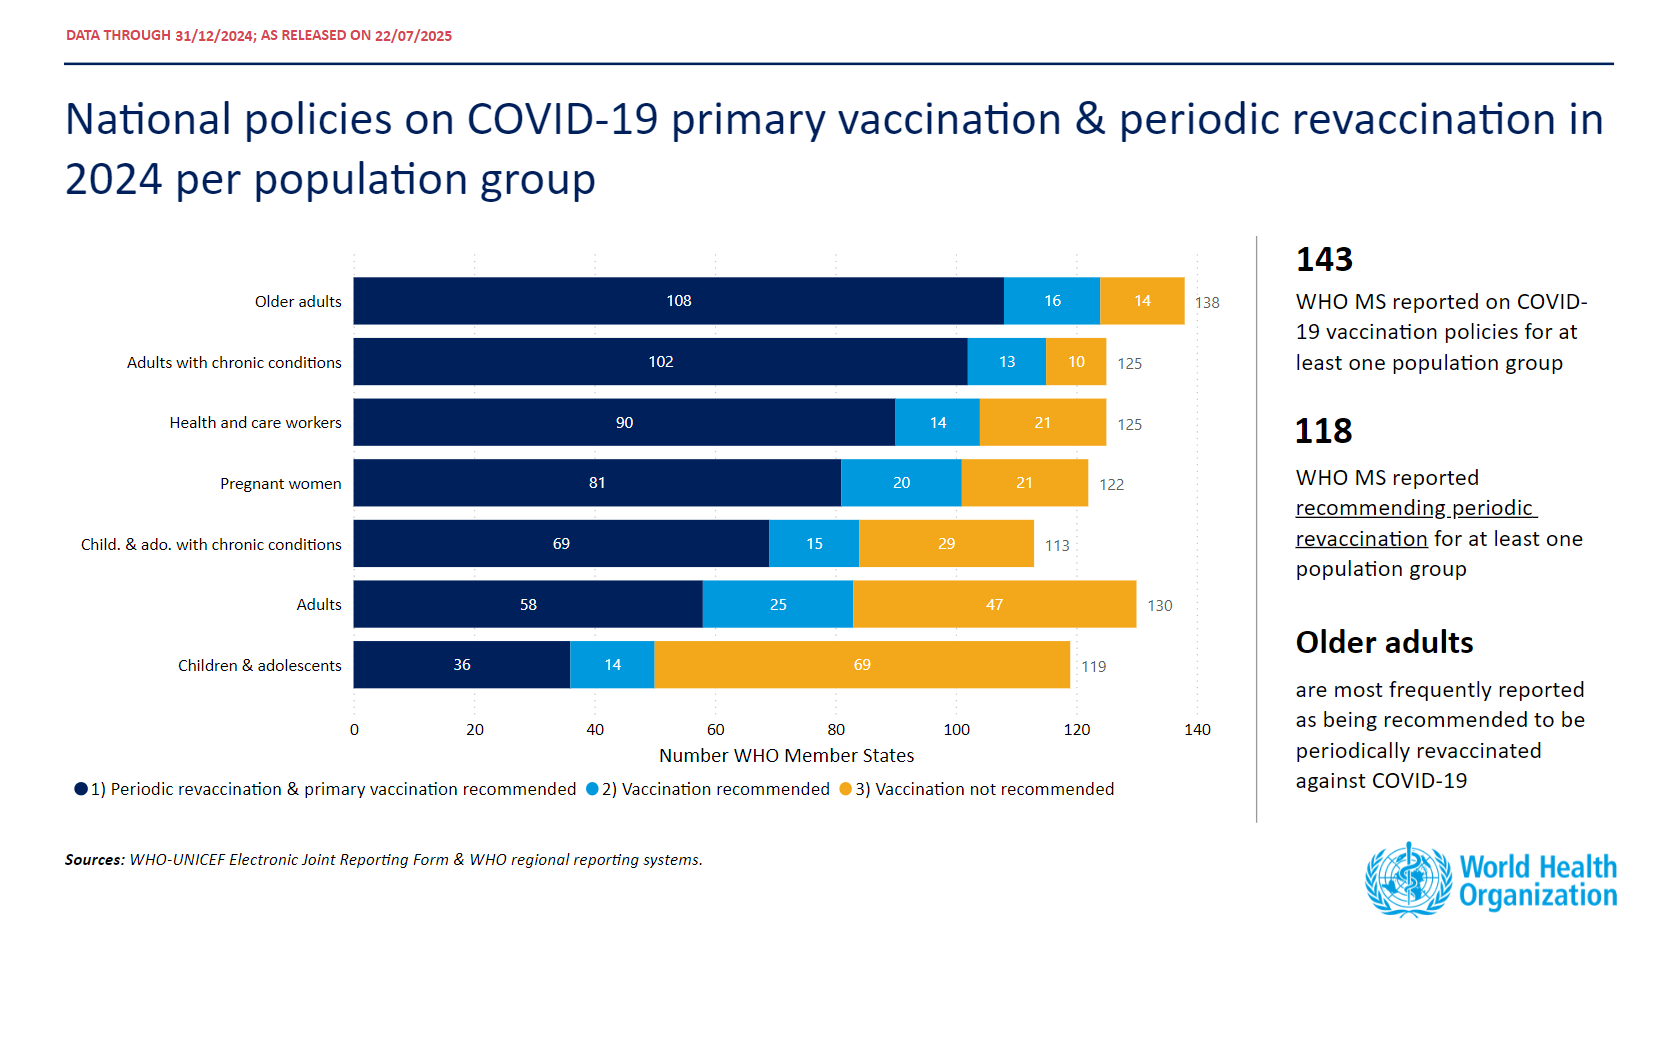 DATA THROUGH 31/12/2024; AS RELEASED ON 22/07/2025
National policies on COVID-19 primary vaccination & periodic revaccination in
2024 per population group
Older adults 108 16 14 138
Adults with chronic conditions 102 13 10 125
Health and care workers 90 14 21 125
Pregnant women 81 20 21 122
Child. & ado. with chronic conditions 69 15 29 113
Adults 58 25 47 130
Children & adolescents 36 14 69 119
0 20 40 60 80 100 120 140
Number WHO Member States
1) Periodic revaccination & primary vaccination recommended 2) Vaccination recommended 3) Vaccination not recommended
143
WHO MS reported on COVID-
19 vaccination policies for at
least one population group
118
WHO MS reported
recommending periodic
revaccination for at least one
population group
Older adults
are most frequently reported
as being recommended to be
periodically revaccinated
against COVID-19
Sources: WHO-UNICEF Electronic Joint Reporting Form & WHO regional reporting systems.
World Health
Organization